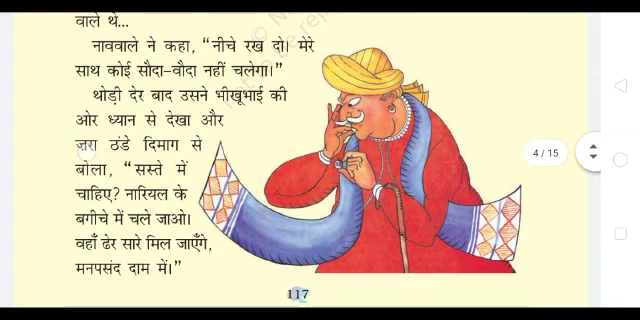 वाले थे...
नाववाले ने कहा, “नीचे रख दो। मेरे
साथ कोई सौदा-वौदा नहीं चलेगा।”
थोड़ी देर बाद उसने भीखूभाई की
ओर ध्यान से देखा और
ज़रा ठंडे दिमाग से
बोला, “सस्ते में
चाहिए? नारियल के
बगीचे में चले जाओ।
वहाँ ढेर सारे मिल जाएँगे,
मनपसंद दाम में।”
4 / 15
117